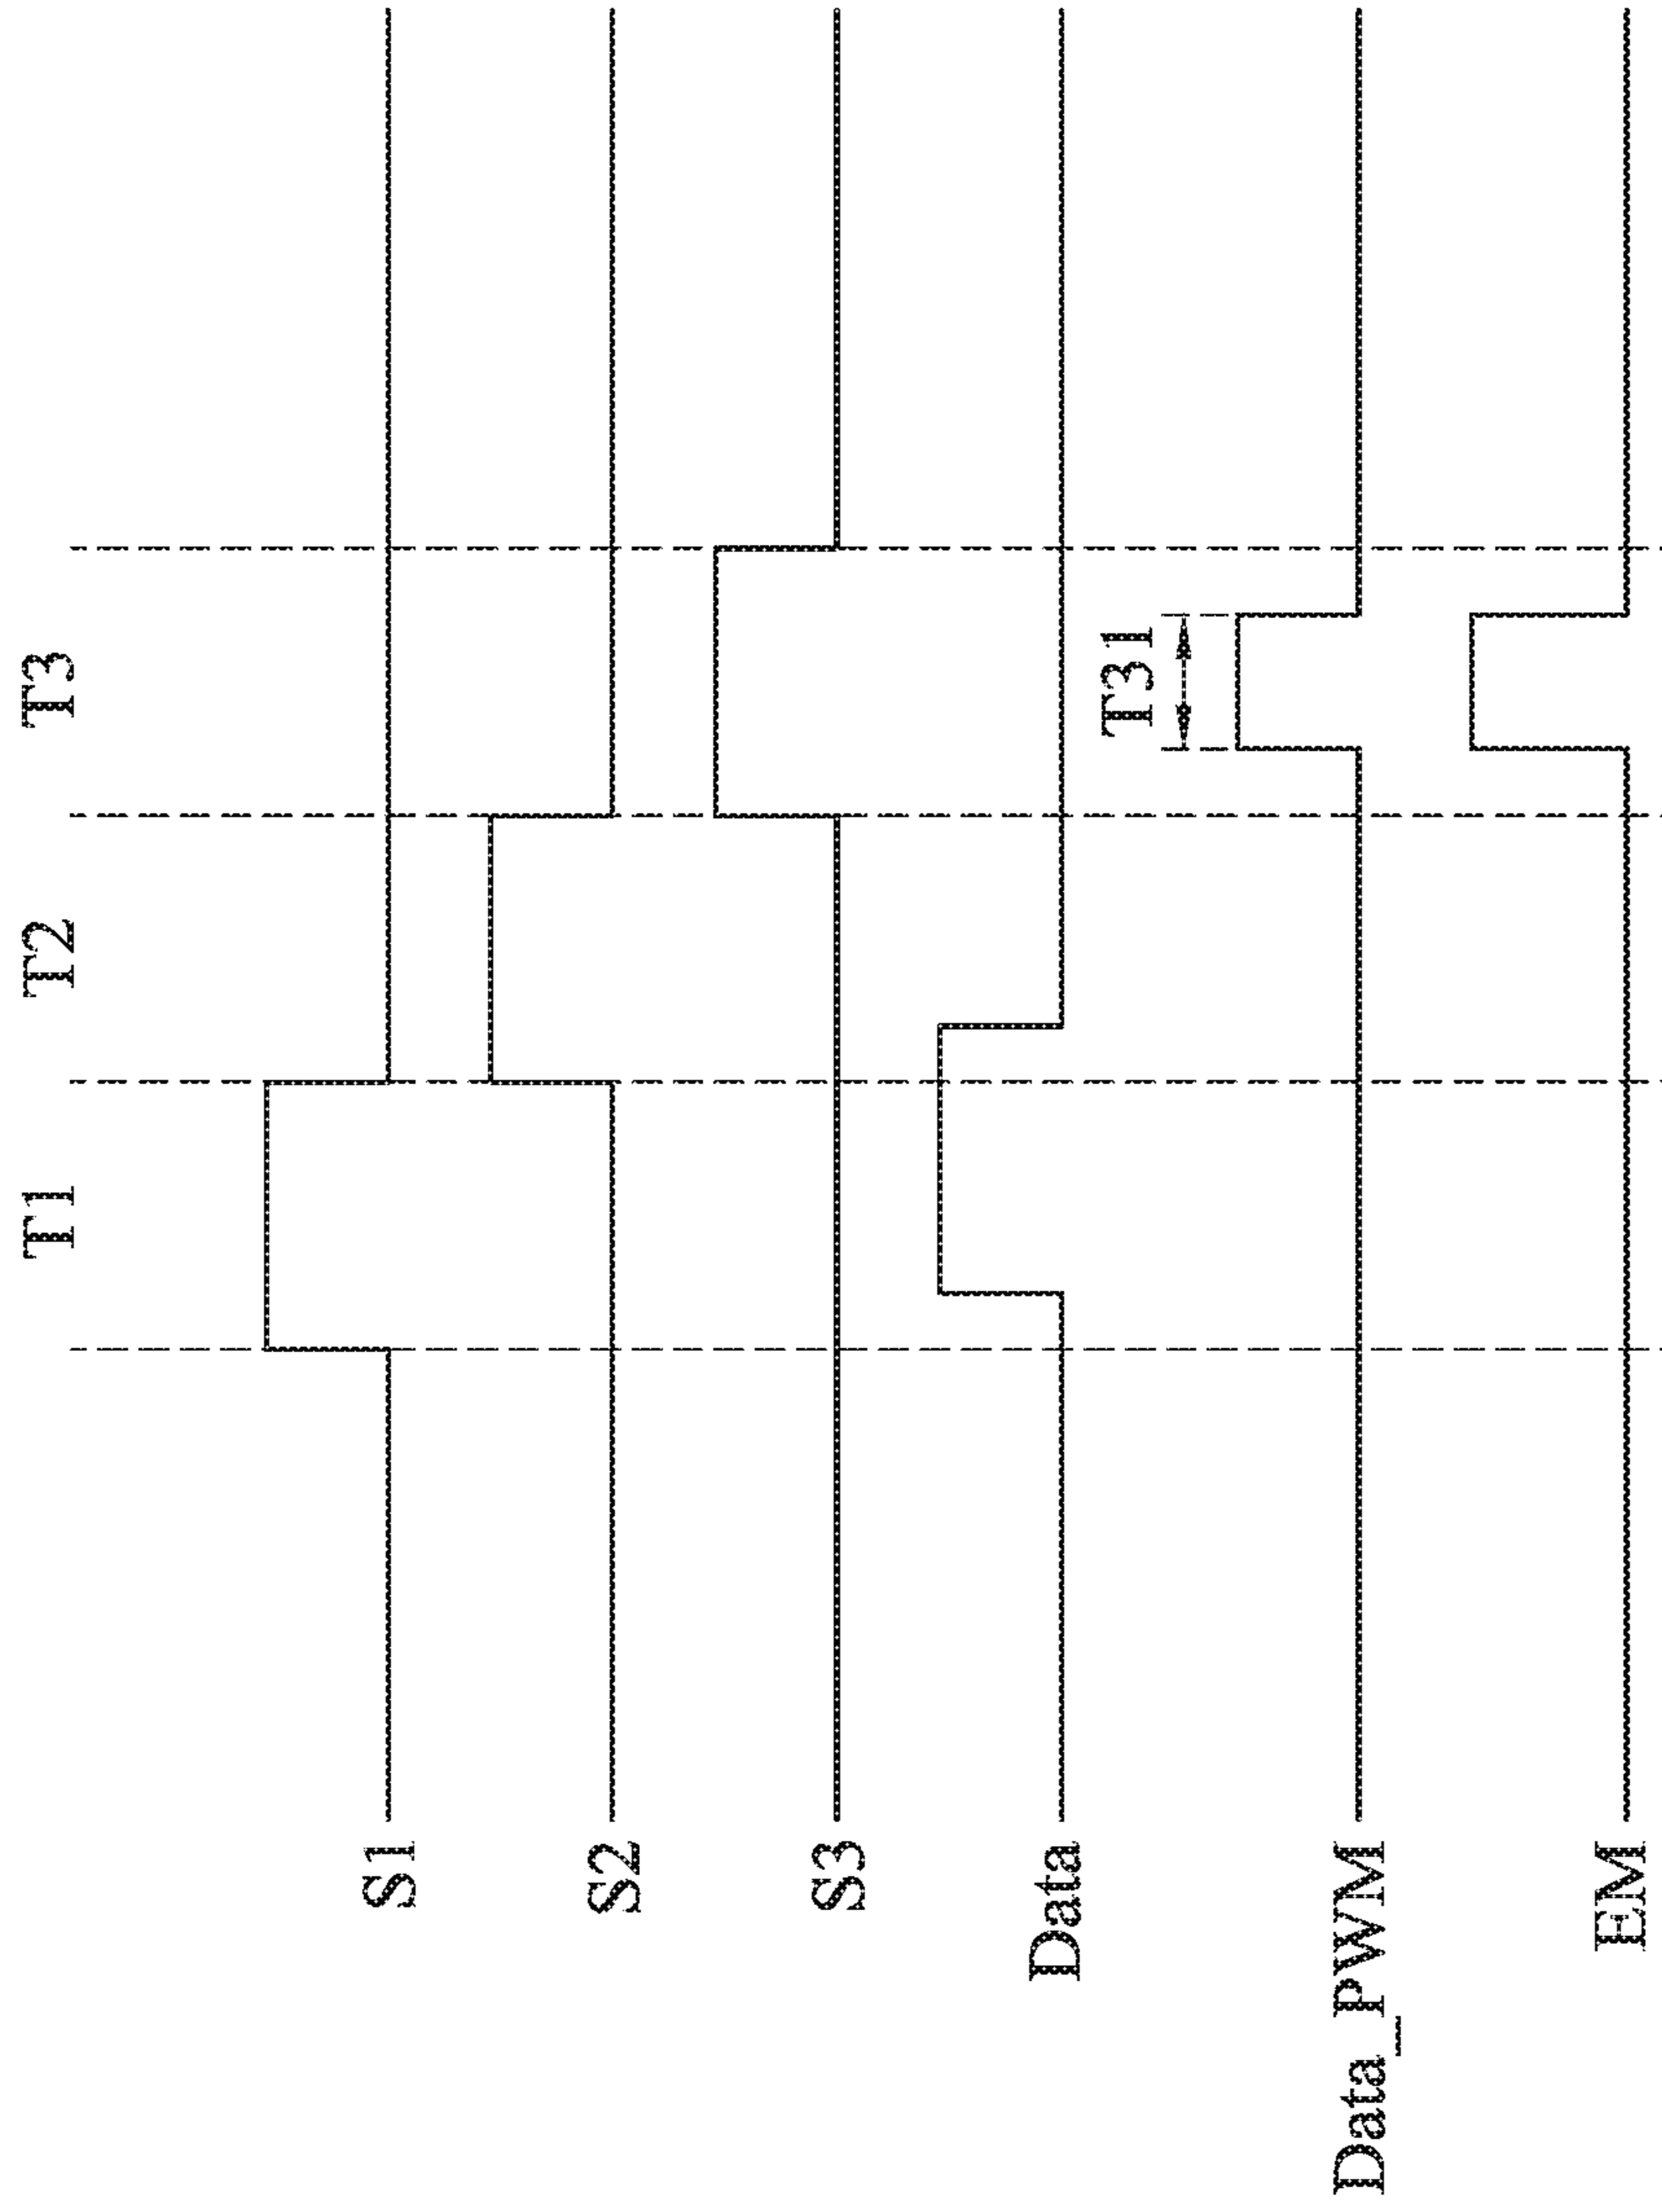 T1
T2
T3
S1
S2
S3
Data
T31
Data_PWM
EM